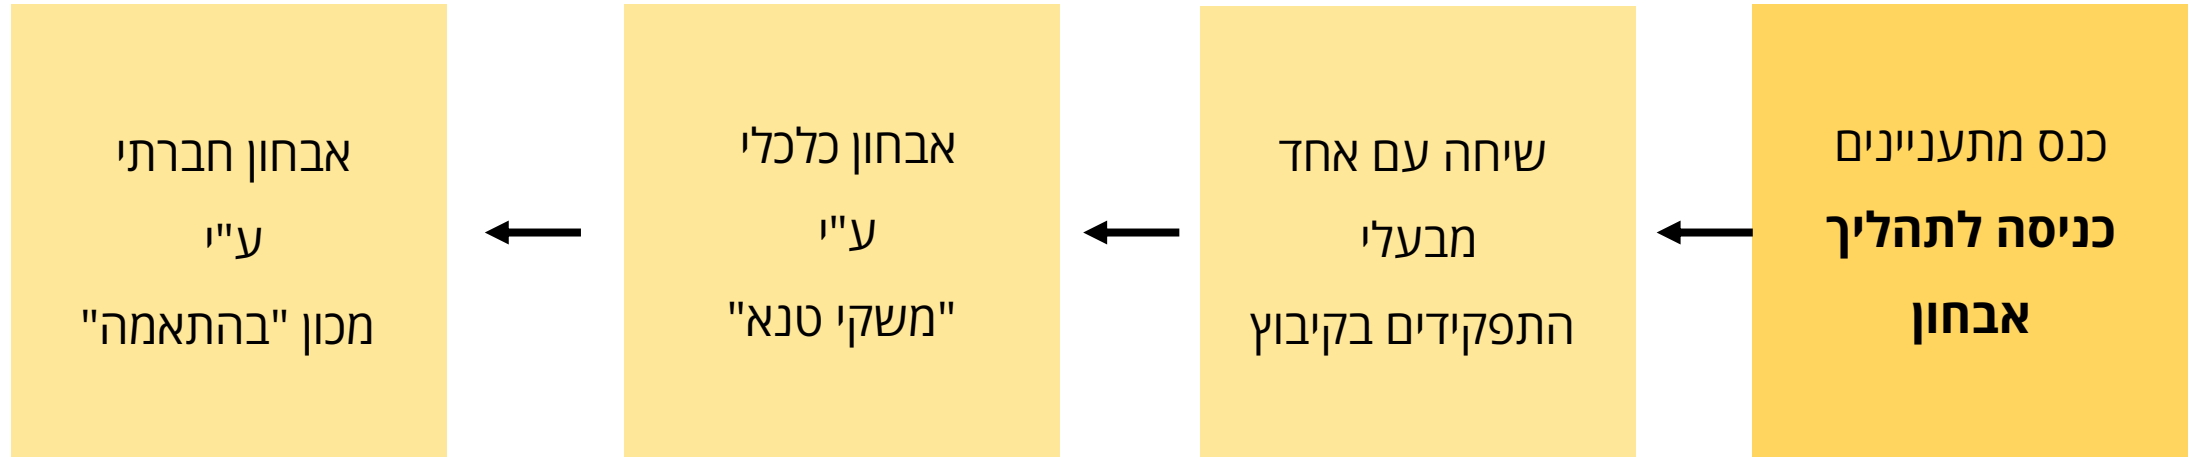 כנס מתעניינים
כניסה לתהליך
אבחון
שיחה עם אחד
מבעלי
התפקידים בקיבוץ
אבחון כלכלי
ע"י
"משקי טנא"
אבחון חברתי
ע"י
מכון "בהתאמה"